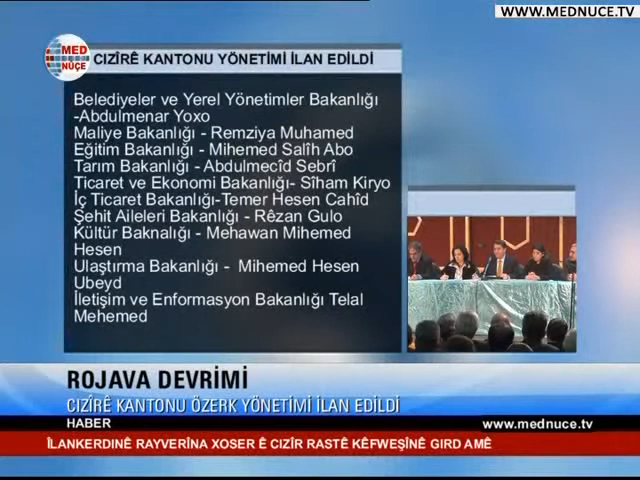 WWW.MEDNUCE.TV
MED
NÛÇE
CIZÎRÊ KANTONU YÖNETİMİ İLAN EDİLDİ
Belediyeler ve Yerel Yönetimler Bakanlığı
-Abdulmenar Yoxo
Maliye Bakanlığı - Remziya Muhamed
Eğitim Bakanlığı - Mihemed Salîh Abo
Tarım Bakanlığı - Abdulmecîd Sebrî
Ticaret ve Ekonomi Bakanlığı- Sîham Kiryo
İç Ticaret Bakanlığı-Temer Hesen Cahîd
Şehit Aileleri Bakanlığı - Rêzan Gulo
Kültür Baknalığı - Mehawan Mihemed
Hesen
Ulaştırma Bakanlığı - Mihemed Hesen
Ubeyd
İletişim ve Enformasyon Bakanlığı Telal
Mehemed
ROJAVA DEVRİMİ
CIZÎRÊ KANTONU ÖZERK YÖNETİMİ İLAN EDİLDİ
HABER
www.mednuce.tv
ÎLANKERDINÊ RAYVERÎNA XOSER Ê CIZÎR RASTÊ KÊFWEŞÎNÊ GIRD AMÊ